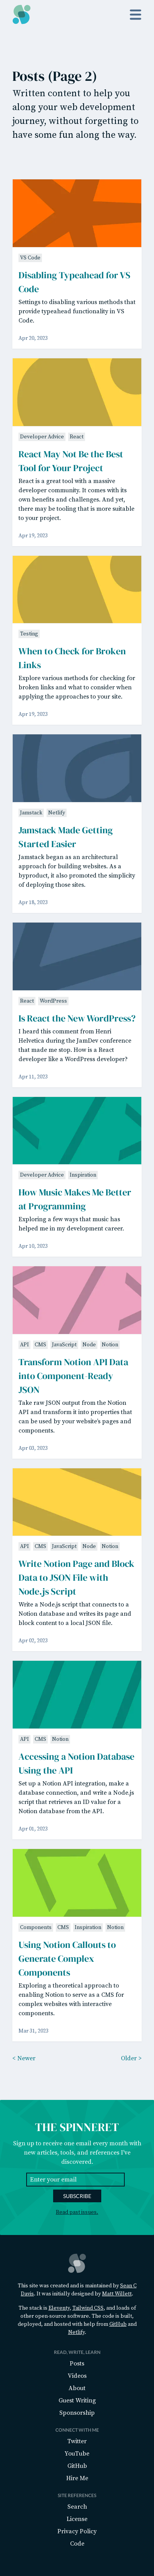 Posts (Page 2)
Written content to help you
along your web development
journey, without forgetting to
have some fun along the way.
VS Code
Disabling Typeahead for VS
Code
Settings to disabling various methods that
provide typeahead functionality in VS
Code.
Apr 20, 2023
Developer Advice React
React May Not Be the Best
Tool for Your Project
React is a great tool with a massive
developer community. It comes with its
own benefits and challenges. And yet,
there may be tooling that is more suitable
to your project.
Apr 19, 2023
Testing
When to Check for Broken
Links
Explore various methods for checking for
broken links and what to consider when
applying the approaches to your site.
Apr 19, 2023
Jamstack Netlify
Jamstack Made Getting
Started Easier
Jamstack began as an architectural
approach for building websites. As a
byproduct, it also provided the simplicity
of deploying those sites.
Apr 18, 2023
React WordPress
Is React the New WordPress?
I heard this comment from Henri
Helvetica during the JamDev conference
that made me stop. How is a React
developer like a WordPress developer?
Apr 11, 2023
Developer Advice Inspiration
How Music Makes Me Better
at Programming
Exploring a few ways that music has
helped me in my development career.
Apr 10, 2023
API CMS JavaScript Node Notion
Transform Notion API Data
into Component-Ready
JSON
Take raw JSON output from the Notion
API and transform it into properties that
can be used by your website's pages and
components.
Apr 03, 2023
API CMS JavaScript Node Notion
Write Notion Page and Block
Data to JSON File with
Node.js Script
Write a Node.js script that connects to a
Notion database and writes its page and
block content to a local JSON file.
Apr 02, 2023
API CMS Notion
Accessing a Notion Database
Using the API
Set up a Notion API integration, make a
database connection, and write a Node.js
script that retrieves an ID value for a
Notion database from the API.
Apr 01, 2023
Components CMS Inspiration Notion
Using Notion Callouts to
Generate Complex
Components
Exploring a theoretical approach to
enabling Notion to serve as a CMS for
complex websites with interactive
components.
Mar 31, 2023
< Newer Older >
THE SPINNERET
Sign up to receive one email every month with
new articles, tools, and references I've
discovered.
Enter your email
SUBSCRIBE
Read past issues.
This site was created and is maintained by Sean C
Davis. It was initially designed by Matt Willett.
The stack is Eleventy, Tailwind CSS, and loads of
other open-source software. The code is built,
deployed, and hosted with help from GitHub and
Netlify.
READ, WRITE, LEARN
Posts
Videos
About
Guest Writing
Sponsorship
CONNECT WITH ME
Twitter
YouTube
GitHub
Hire Me
SITE REFERENCES
Search
License
Privacy Policy
Code